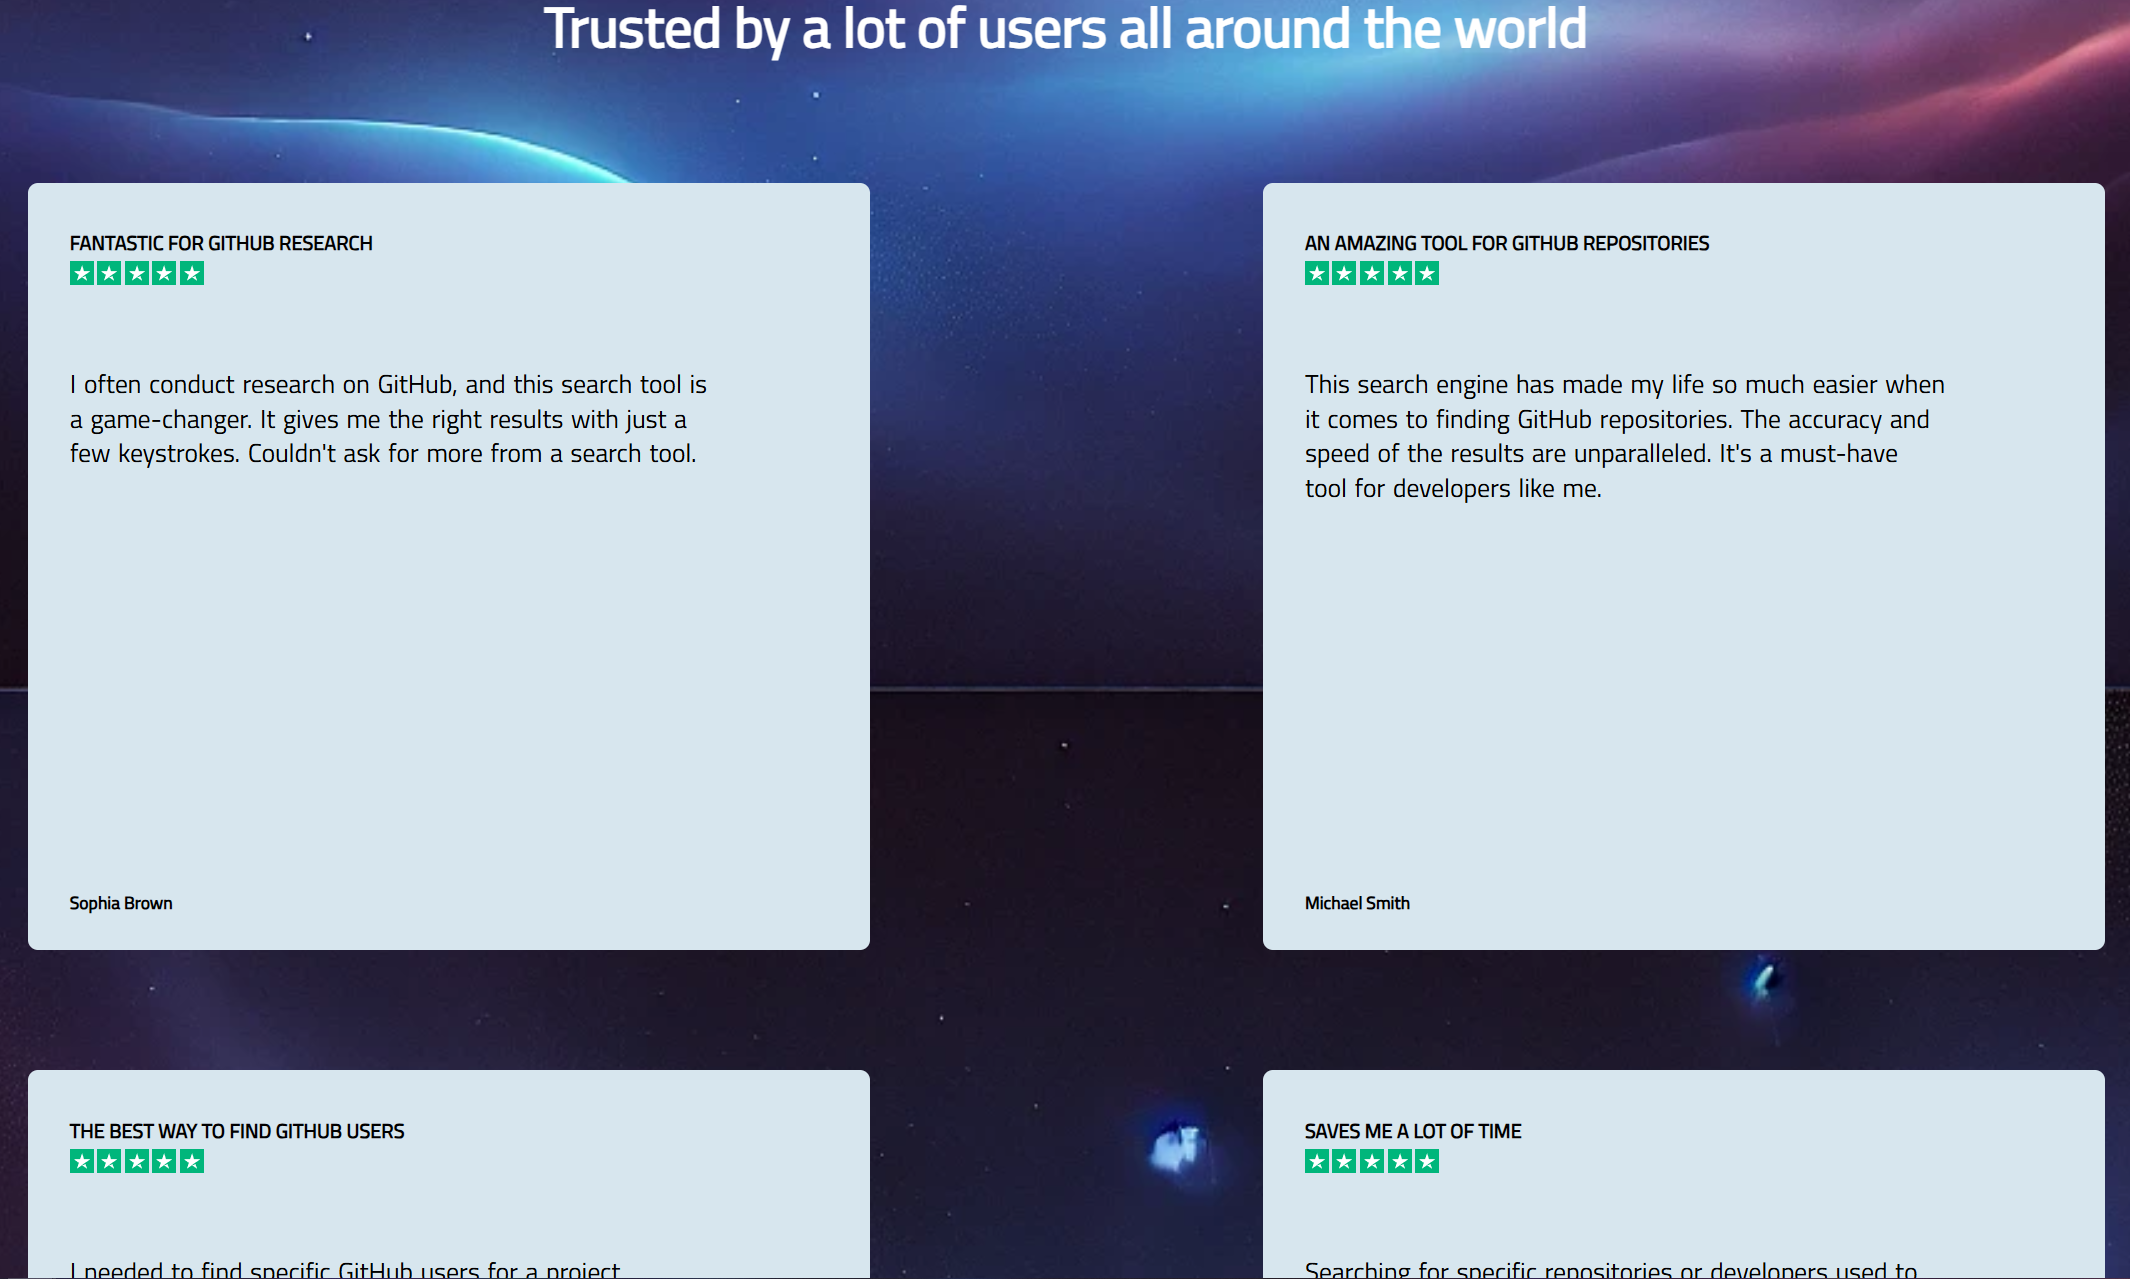 Trusted by a lot of users all around the world
FANTASTIC FOR GITHUB RESEARCH
I often conduct research on GitHub, and this search tool is
a game-changer. It gives me the right results with just a
few keystrokes. Couldn't ask for more from a search tool.
Sophia Brown
AN AMAZING TOOL FOR GITHUB REPOSITORIES
This search engine has made my life so much easier when
it comes to finding GitHub repositories. The accuracy and
speed of the results are unparalleled. It's a must-have
tool for developers like me.
Michael Smith
THE BEST WAY TO FIND GITHUB USERS
I needed to find specific GitHub users for a project
SAVES ME A LOT OF TIME
Searching for specific repositories or developers used to